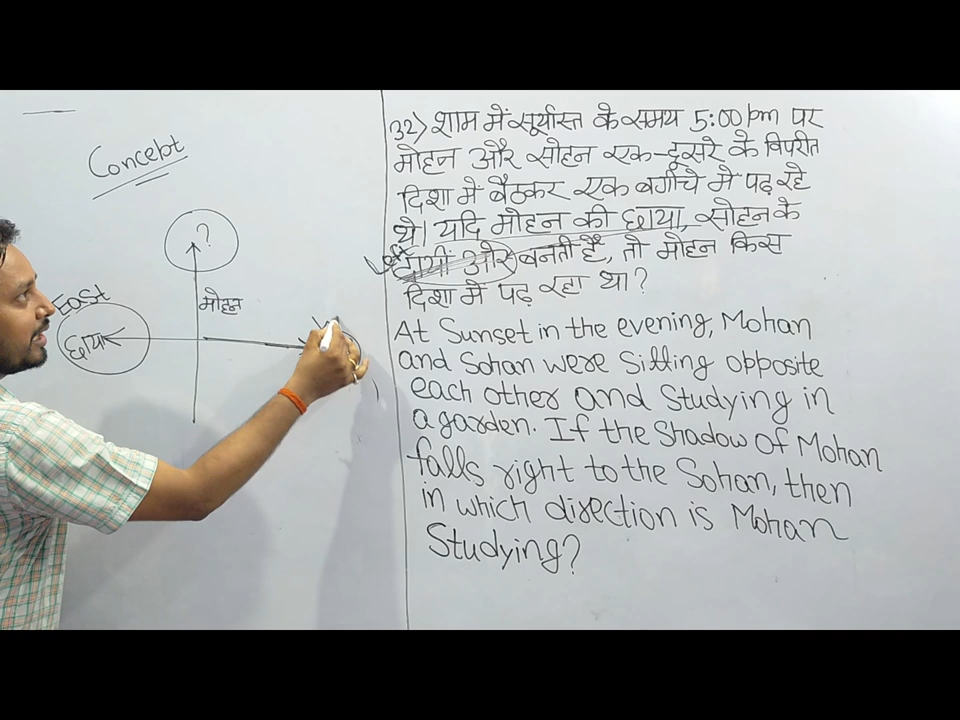 Concept
?
मोहन
East
छाया
32> शाम में सूर्यास्त के समय 5:00 pm पर
मोहन और सोहन एक-दूसरे के विपरीत
दिशा में बैठकर एक बगीचे मे पढ़ रहे
थे। यदि मोहन की छाया, सोहन के
दायीं ओर बनती है, तो मोहन किस
दिशा में पढ़ रहा था?
At Sunset in the evening, Mohan
and Sohan were Sitting opposite
each other and Studying in
a garden. If the Shadow of Mohan
falls right to the Sohan, then
in which direction is Mohan
Studying?